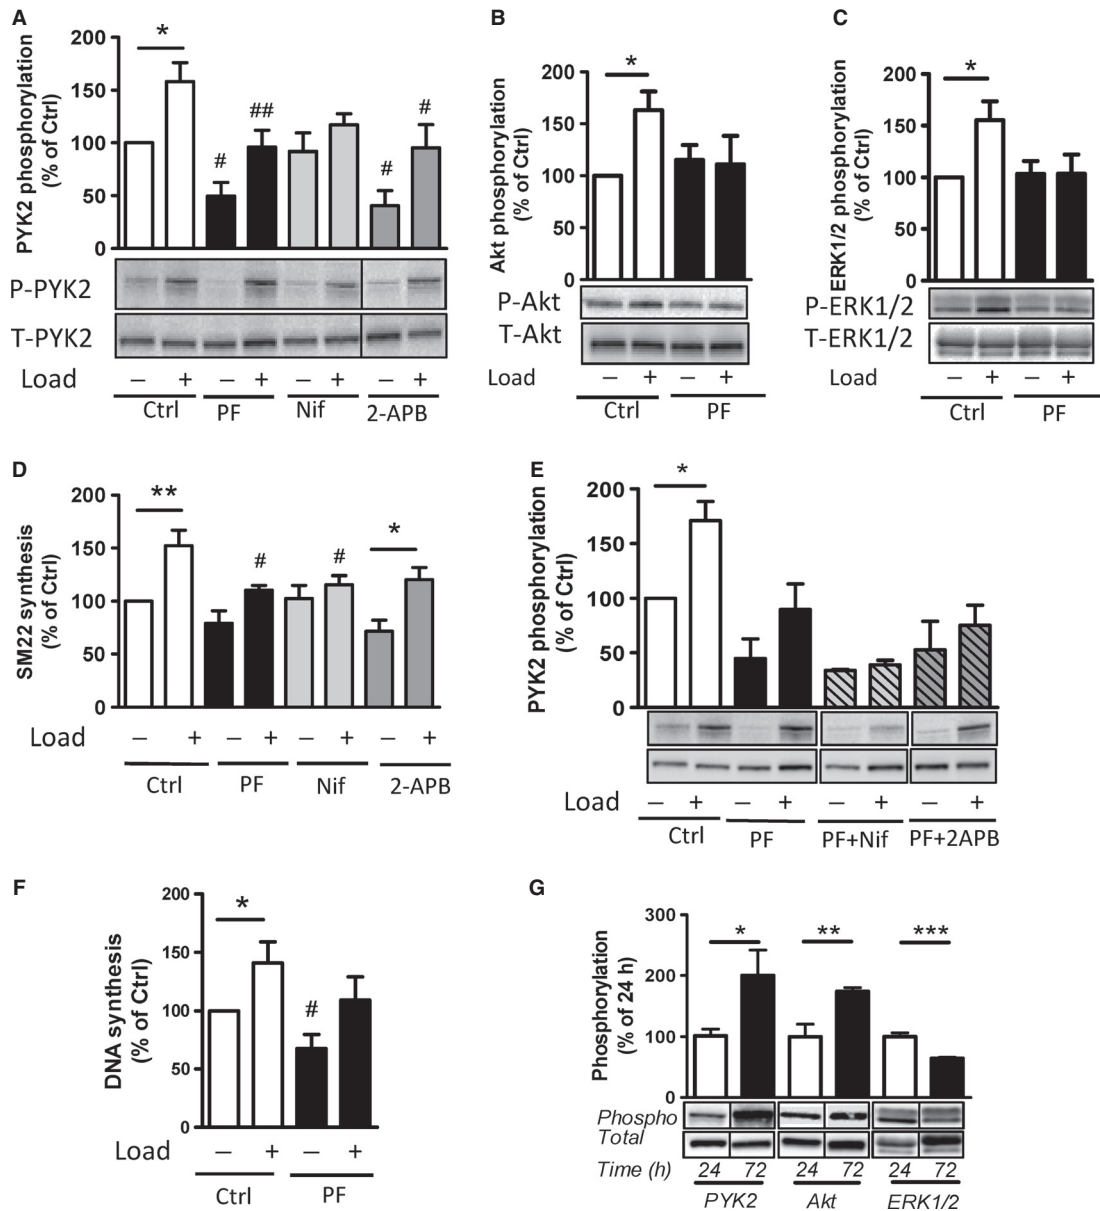 A
PYK2 phosphorylation
(% of Ctrl)
200
150
100
50
0
*
#
##
#
#
P-PYK2
T-PYK2
Load
– + – + – + – +
Ctrl PF Nif 2-APB
B
Akt phosphorylation
(% of Ctrl)
200
150
100
50
0
*
P-Akt
T-Akt
Load
– + – +
Ctrl PF
C
ERK1/2 phosphorylation
(% of Ctrl)
200
150
100
50
0
*
P-ERK1/2
T-ERK1/2
Load
– + – +
Ctrl PF
D
SM22 synthesis
(% of Ctrl)
200
150
100
50
0
**
#
#
*
Load
– + – + – + – +
Ctrl PF Nif 2-APB
E
PYK2 phosphorylation
(% of Ctrl)
200
150
100
50
0
*
Load
– + – + – + – +
Ctrl PF PF+Nif PF+2APB
F
DNA synthesis
(% of Ctrl)
200
150
100
50
0
*
#
Load
– + – +
Ctrl PF
G
Phosphorylation
(% of 24 h)
300
200
100
0
* ** ***
Phospho
Total
Time (h) 24 72 24 72 24 72
PYK2 Akt ERK1/2